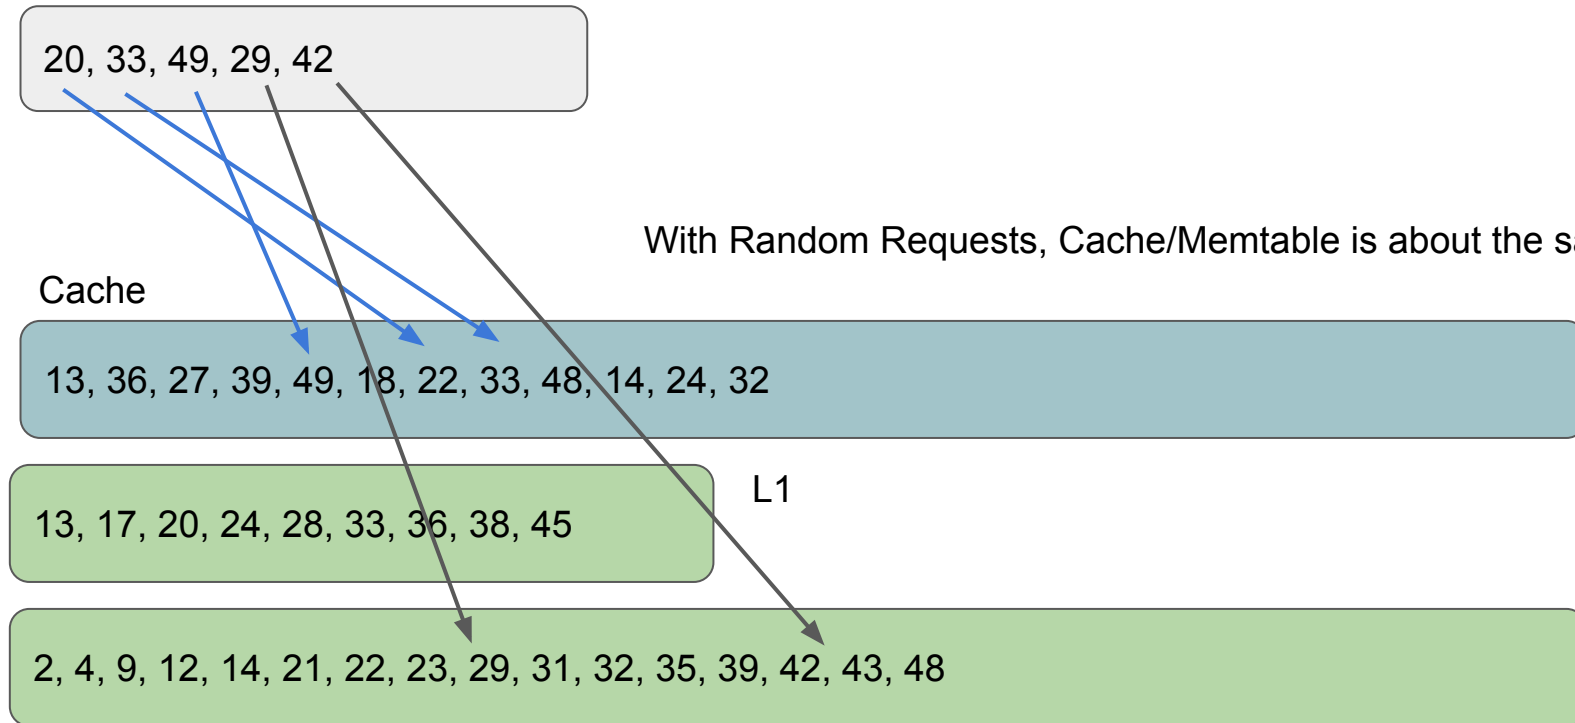 20, 33, 49, 29, 42
With Random Requests, Cache/Memtable is about the
Cache
13, 36, 27, 39, 49, 18, 22, 33, 48, 14, 24, 32
L1
13, 17, 20, 24, 28, 33, 36, 38, 45
2, 4, 9, 12, 14, 21, 22, 23, 29, 31, 32, 35, 39, 42, 43, 48